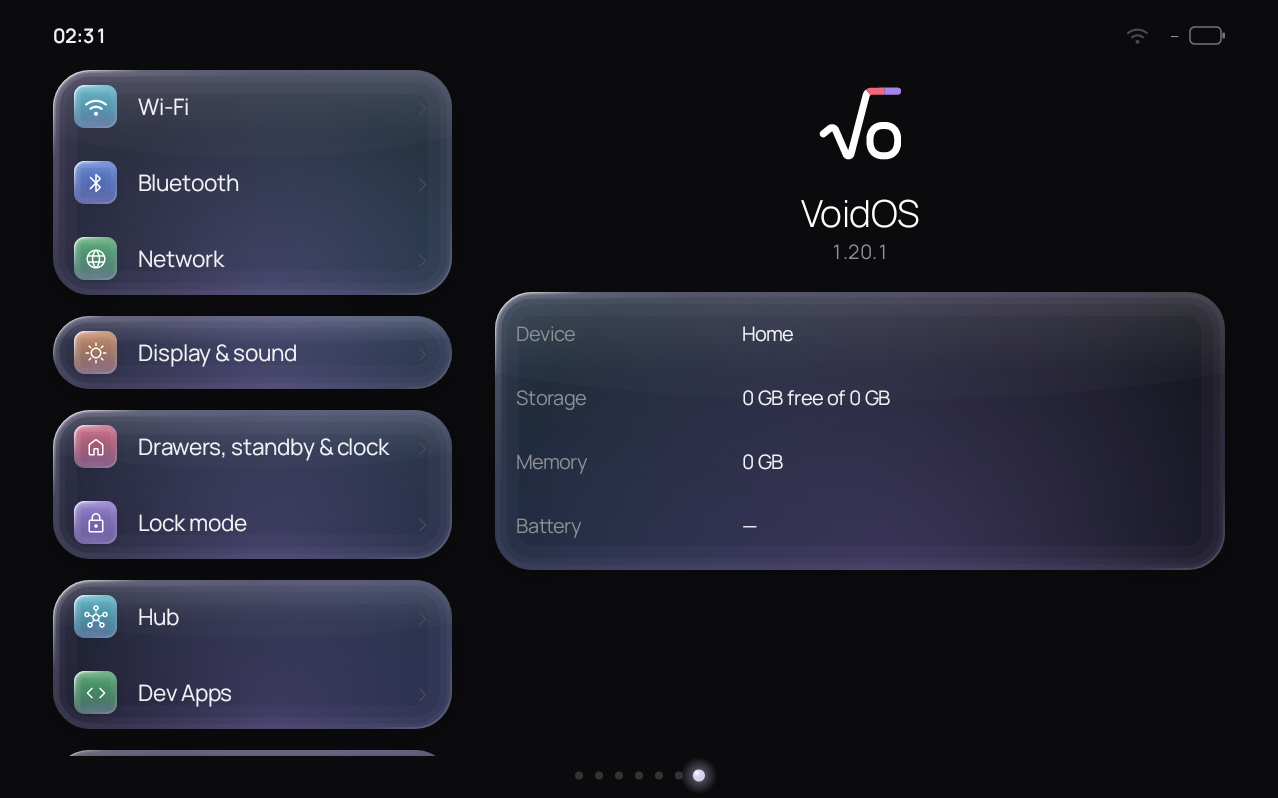 02:31
–
Wi-Fi
Bluetooth
Network
Display & sound
Drawers, standby & clock
Lock mode
Hub
Dev Apps
VoidOS
1.20.1
Device Home
Storage 0 GB free of 0 GB
Memory 0 GB
Battery —